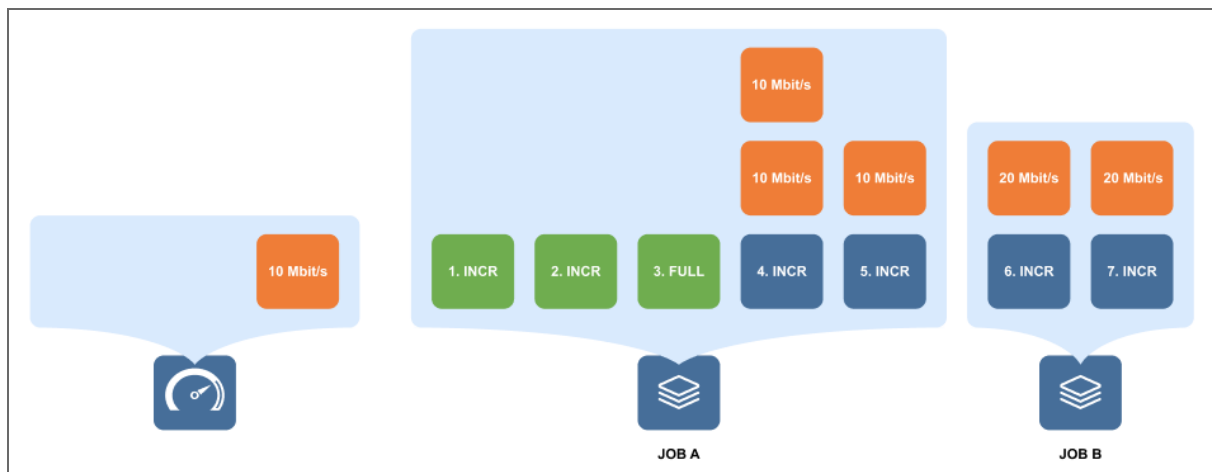 10 Mbit/s
10 Mbit/s 10 Mbit/s 20 Mbit/s 20 Mbit/s
10 Mbit/s 1. INCR 2. INCR 3. FULL 4. INCR 5. INCR 6. INCR 7. INCR
JOB A JOB B